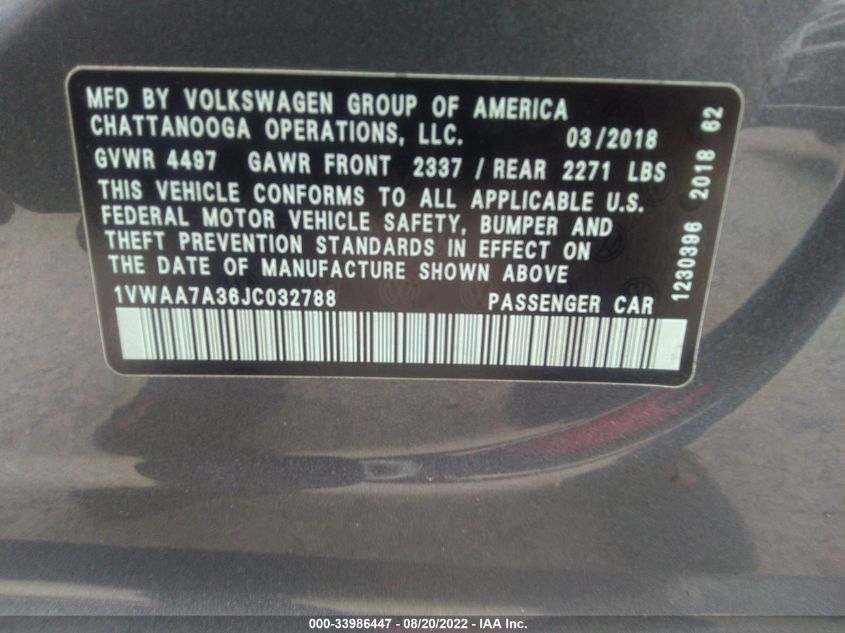 MFD BY VOLKSWAGEN GROUP OF AMERICA
CHATTANOOGA OPERATIONS, LLC. 03/2018
GVWR 4497 GAWR FRONT 2337 / REAR 2271 LBS
THIS VEHICLE CONFORMS TO ALL APPLICABLE U.S.
FEDERAL MOTOR VEHICLE SAFETY, BUMPER AND
THEFT PREVENTION STANDARDS IN EFFECT ON
THE DATE OF MANUFACTURE SHOWN ABOVE
1VWAA7A36JC032788 PASSENGER CAR
1230396 2018 62
000-33986447 - 08/20/2022 - IAA Inc.